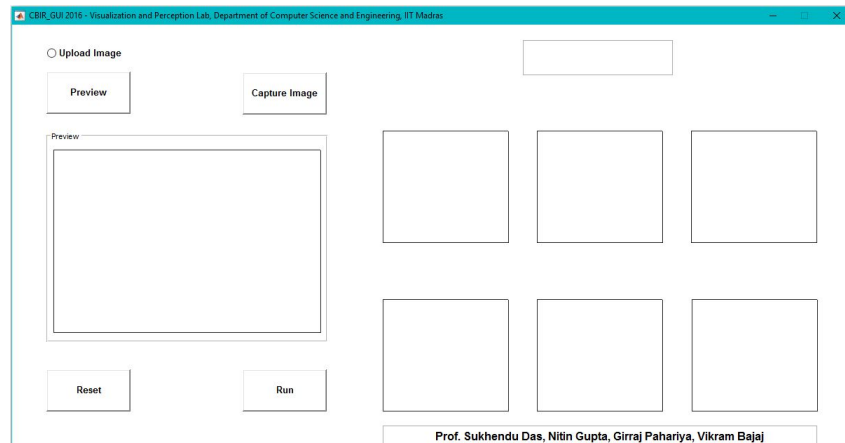 CBIR_GUI 2016 - Visualization and Perception Lab, Department of Computer Science and Engineering, IIT Madras
Upload Image
Preview
Capture Image
Preview
Reset
Run
Prof. Sukhendu Das, Nitin Gupta, Girraj Pahariya, Vikram Bajaj